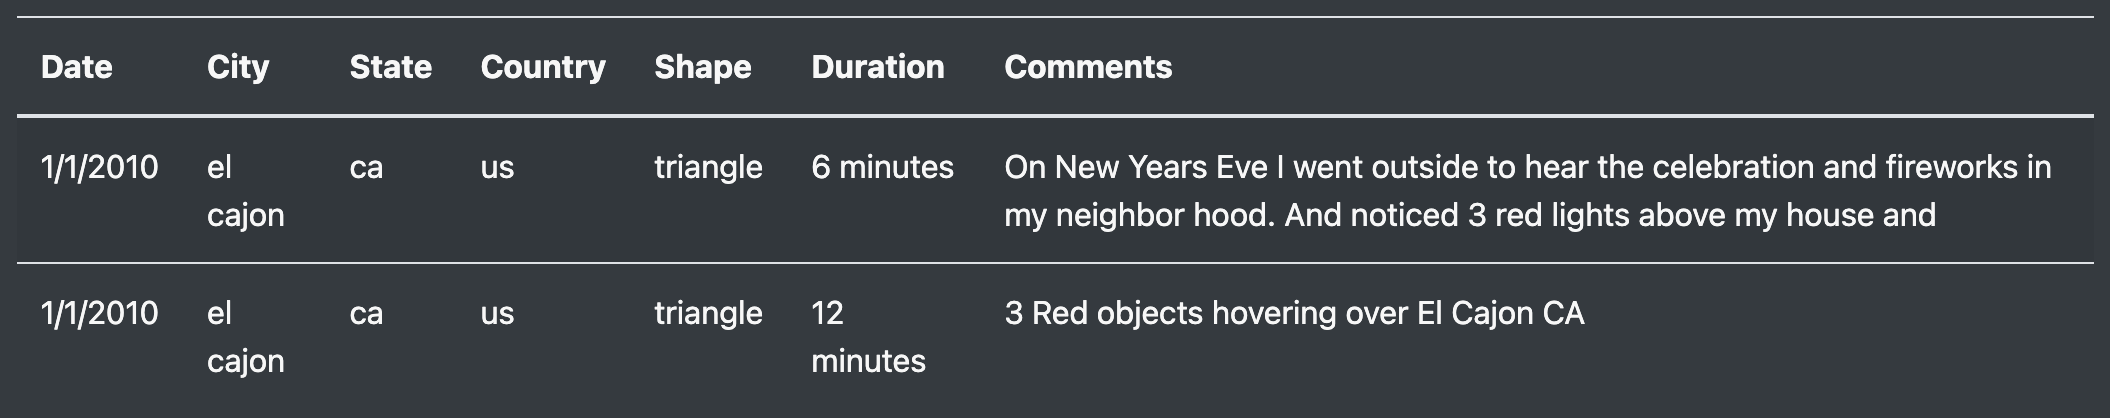 Date City State Country Shape Duration Comments
1/1/2010 el ca us triangle 6 minutes On New Years Eve I went outside to hear the celebration and fireworks in
cajon my neighbor hood. And noticed 3 red lights above my house and
1/1/2010 el ca us triangle 12 3 Red objects hovering over El Cajon CA
cajon minutes